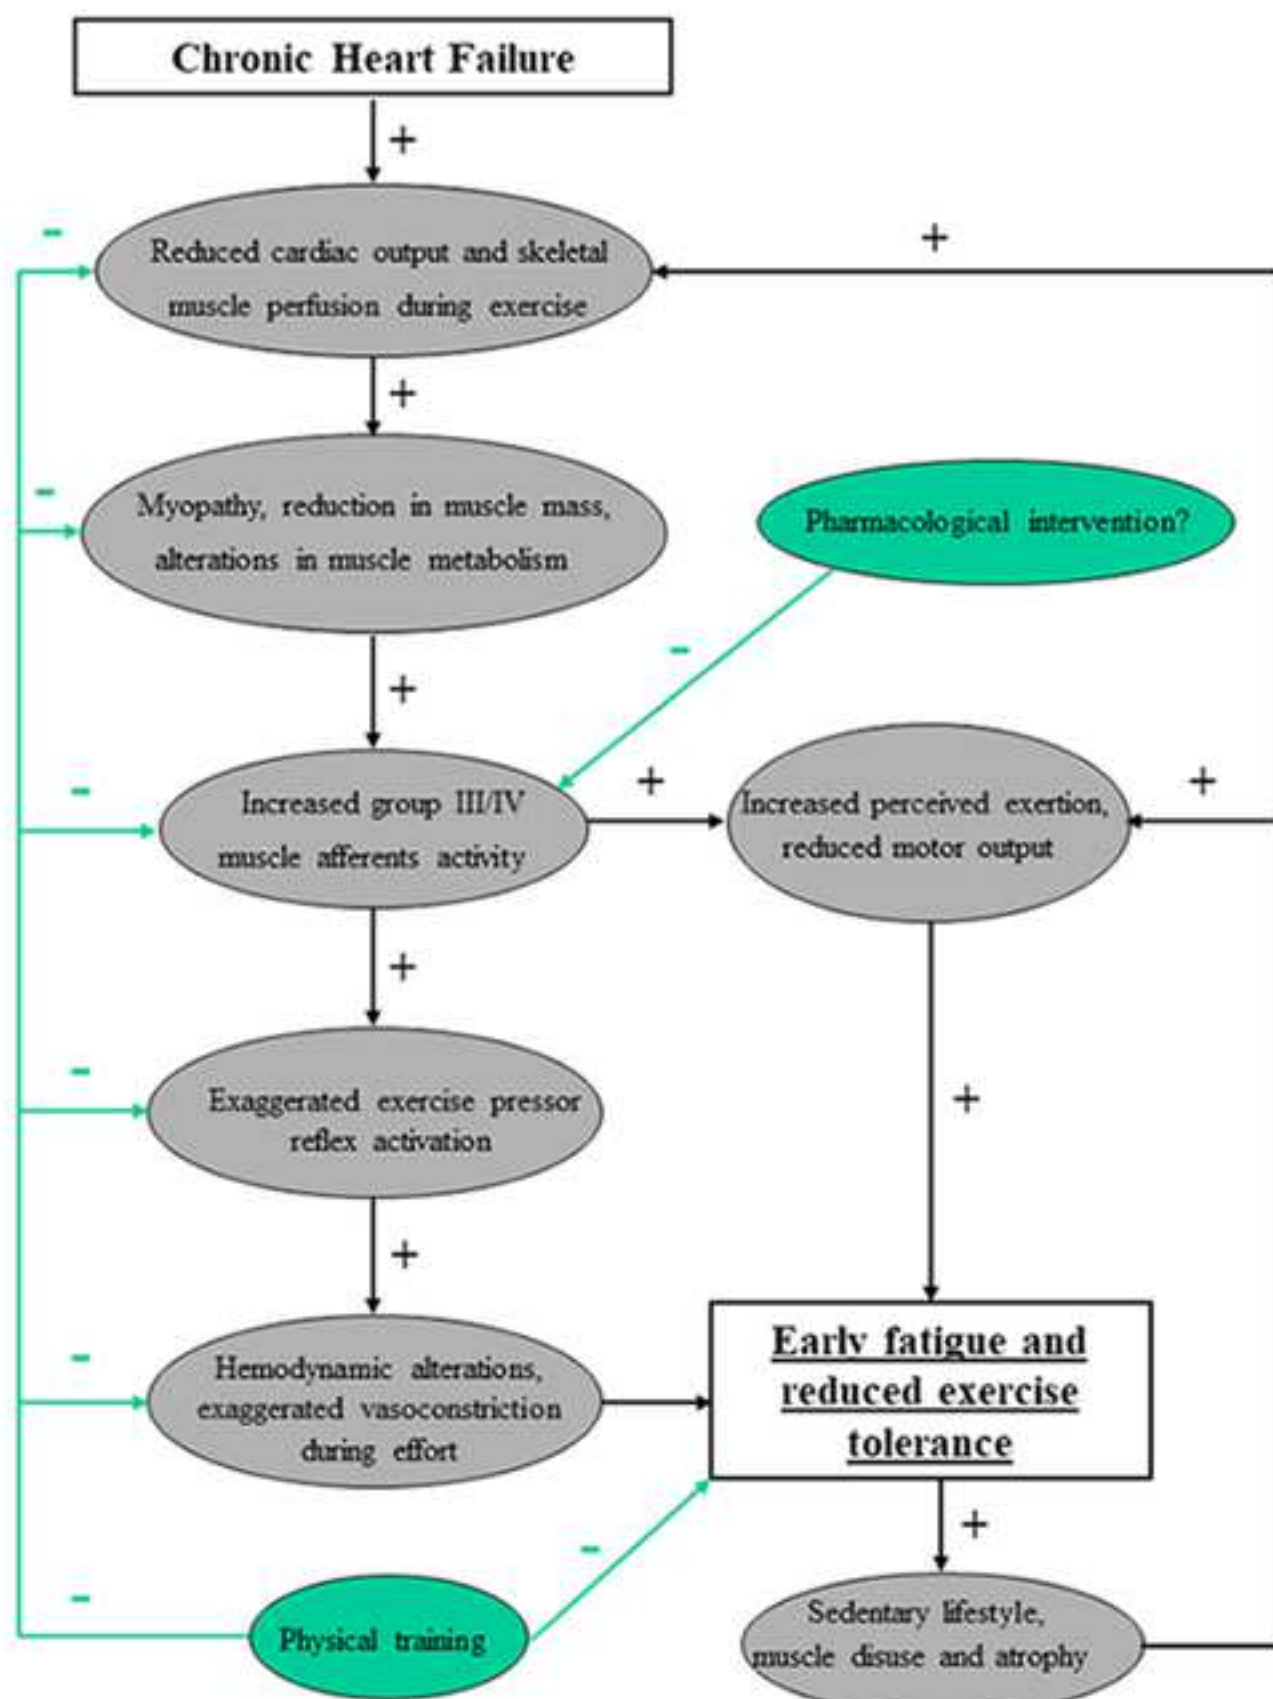 Chronic Heart Failure
+
-
Reduced cardiac output and skeletal
muscle perfusion during exercise
+
+
-
Myopathy, reduction in muscle mass,
alterations in muscle metabolism
Pharmacological intervention?
-
+
-
Increased group III/IV
muscle afferents activity
+
Increased perceived exertion,
reduced motor output
+
+
-
Exaggerated exercise pressor
reflex activation
+
+
-
Hemodynamic alterations,
exaggerated vasoconstriction
during effort
Early fatigue and
reduced exercise
tolerance
-
-
+
Physical training
Sedentary lifestyle,
muscle disuse and atrophy